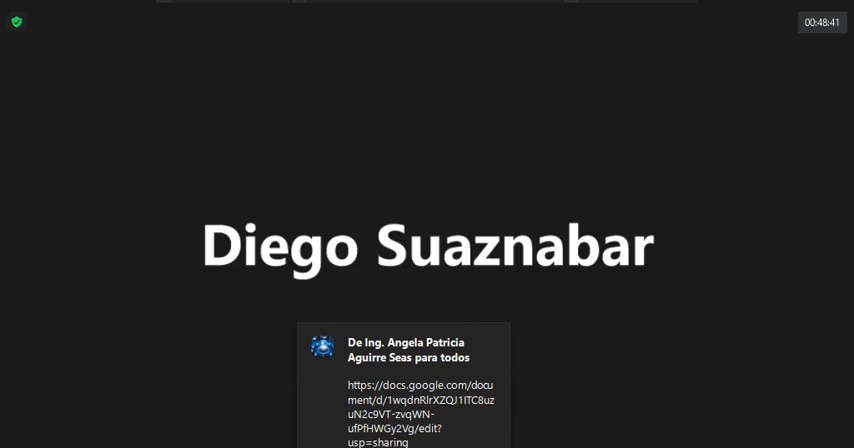 00:48:41
Diego Suaznabar
De Ing. Angela Patricia
Aguirre Seas para todos
https://docs.google.com/docu
ment/d/1wqdnRlrXZQJ1ITC8uz
uN2c9VT-zvqWN-
ufPfHWGy2Vg/edit?
usp=sharing